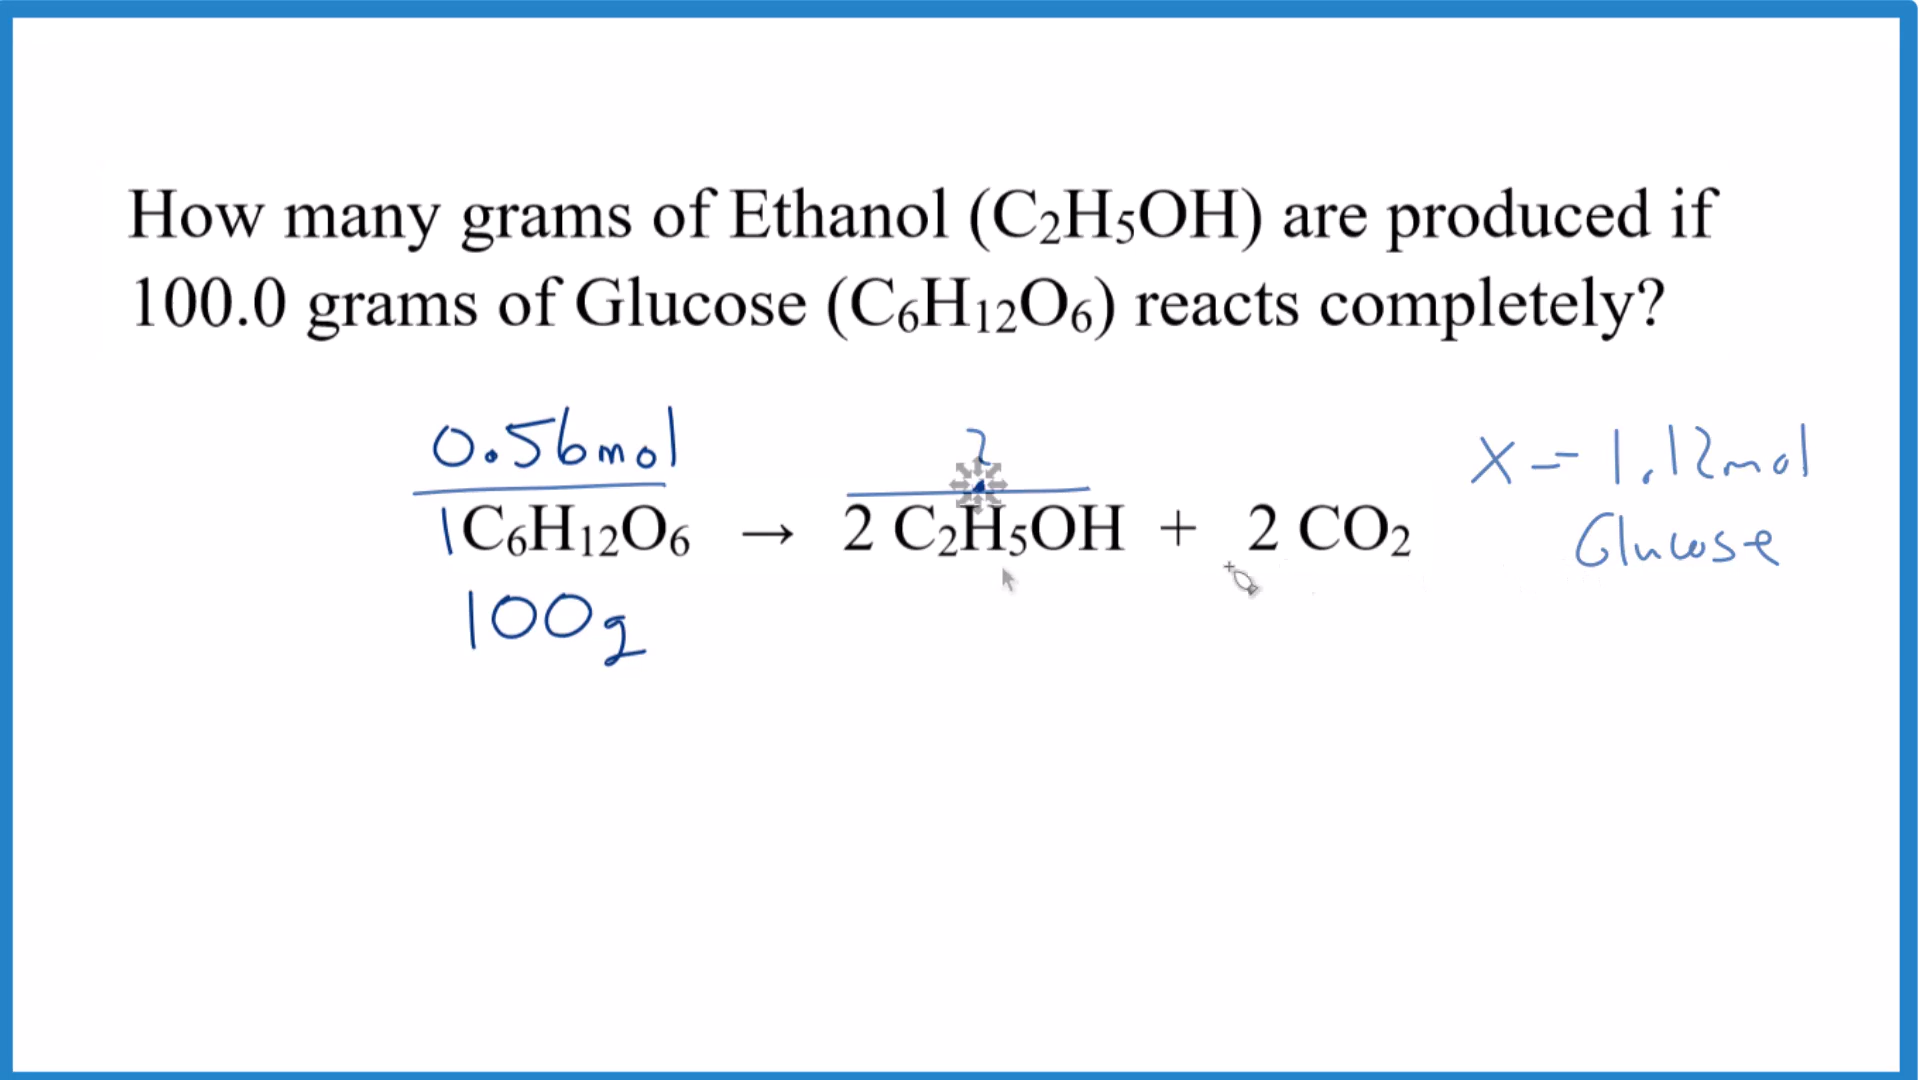 How many grams of Ethanol (C₂H₅OH) are produced if
100.0 grams of Glucose (C₆H₁₂O₆) reacts completely?
0.56mol
x = 1.12mol
1C₆H₁₂O₆ → 2 C₂H₅OH + 2 CO₂
Glucose
100g